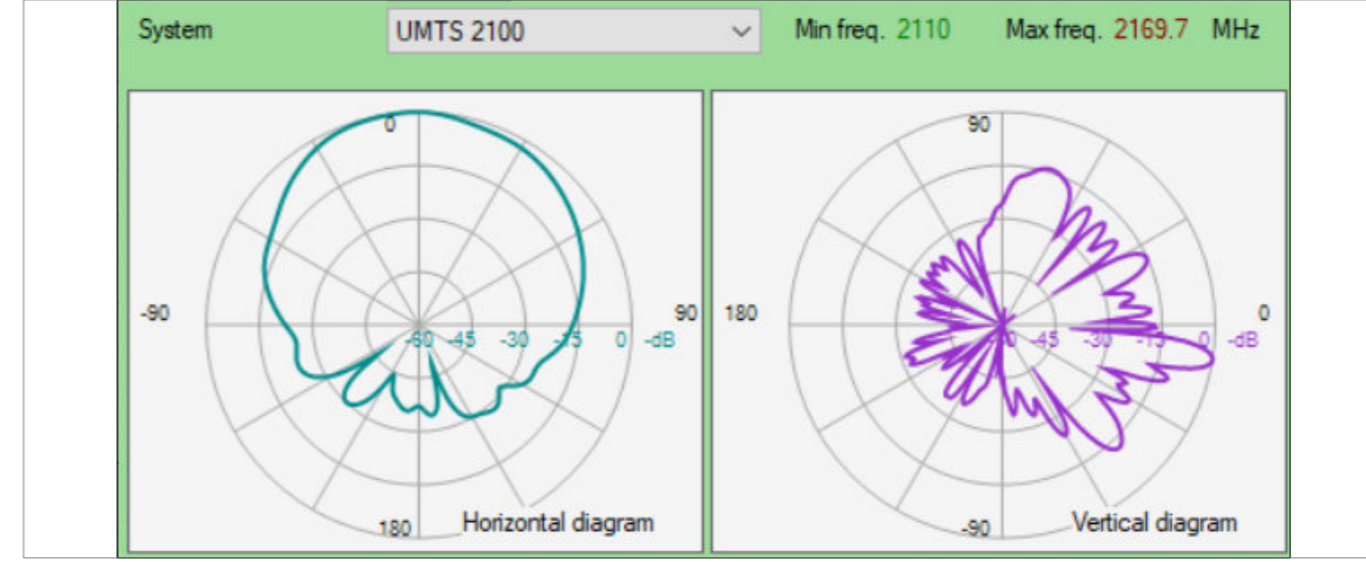 System
UMTS 2100
Min freq. 2110
Max freq. 2169.7 MHz
0
-90
90
-60 -45 -30 -15 0 -dB
180
Horizontal diagram
90
180
0
-45 -30 -15 0 -dB
-90
Vertical diagram